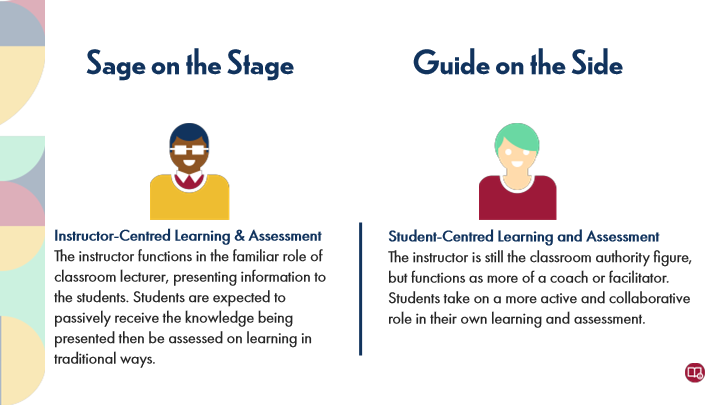 Sage on the Stage
Instructor-Centred Learning & Assessment
The instructor functions in the familiar role of
classroom lecturer, presenting information to
the students. Students are expected to
passively receive the knowledge being
presented then be assessed on learning in
traditional ways.
Guide on the Side
Student-Centred Learning and Assessment
The instructor is still the classroom authority figure,
but functions as more of a coach or facilitator.
Students take on a more active and collaborative
role in their own learning and assessment.